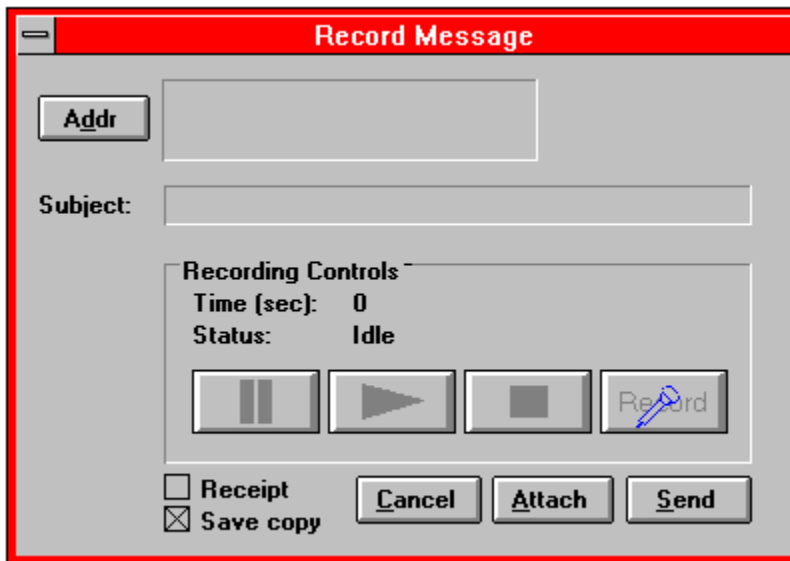 Record Message
Addr
Subject:
Recording Controls
Time (sec): 0
Status: Idle
Record
Receipt
Save copy
Cancel Attach Send